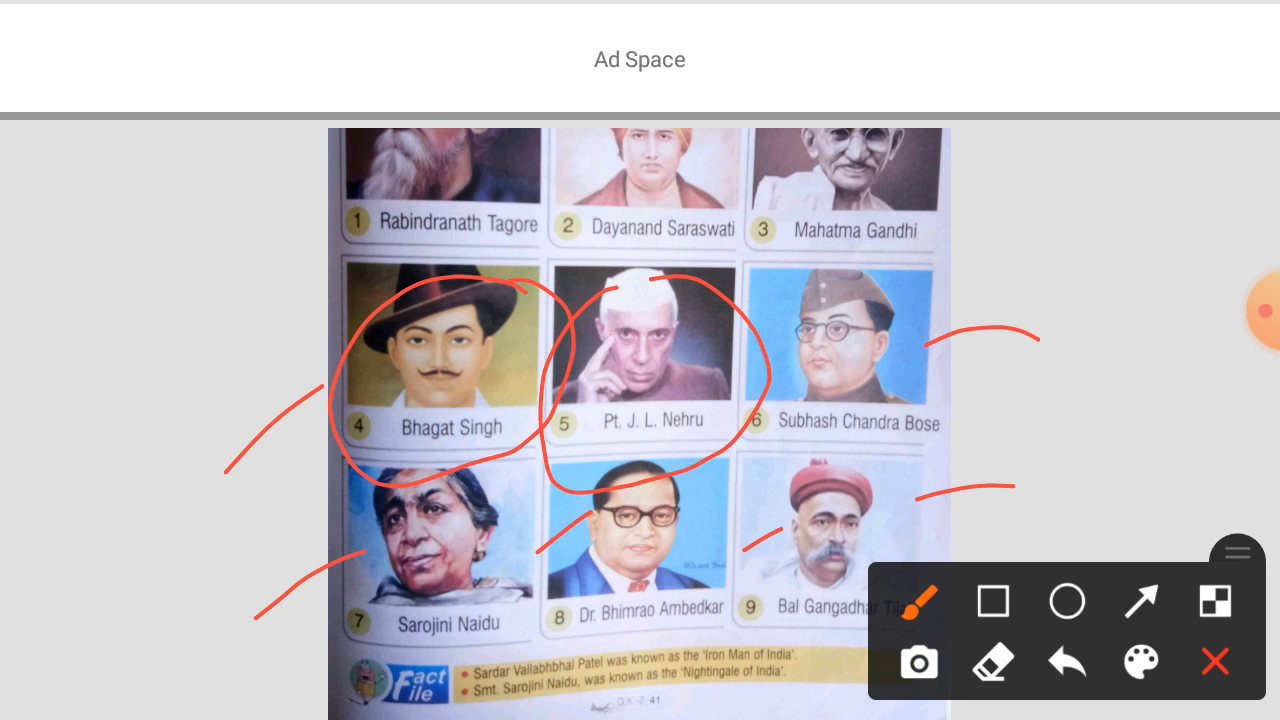 Ad Space
1 Rabindranath Tagore
2 Dayanand Saraswati
3 Mahatma Gandhi
4 Bhagat Singh
5 Pt. J. L. Nehru
6 Subhash Chandra Bose
7 Sarojini Naidu
8 Dr. Bhimrao Ambedkar
9 Bal Gangadhar
Fact File
• Sardar Vallabhbhai Patel was known as the 'Iron Man of India'.
• Smt. Sarojini Naidu, was known as the 'Nightingale of India'.
G.K.-2 41